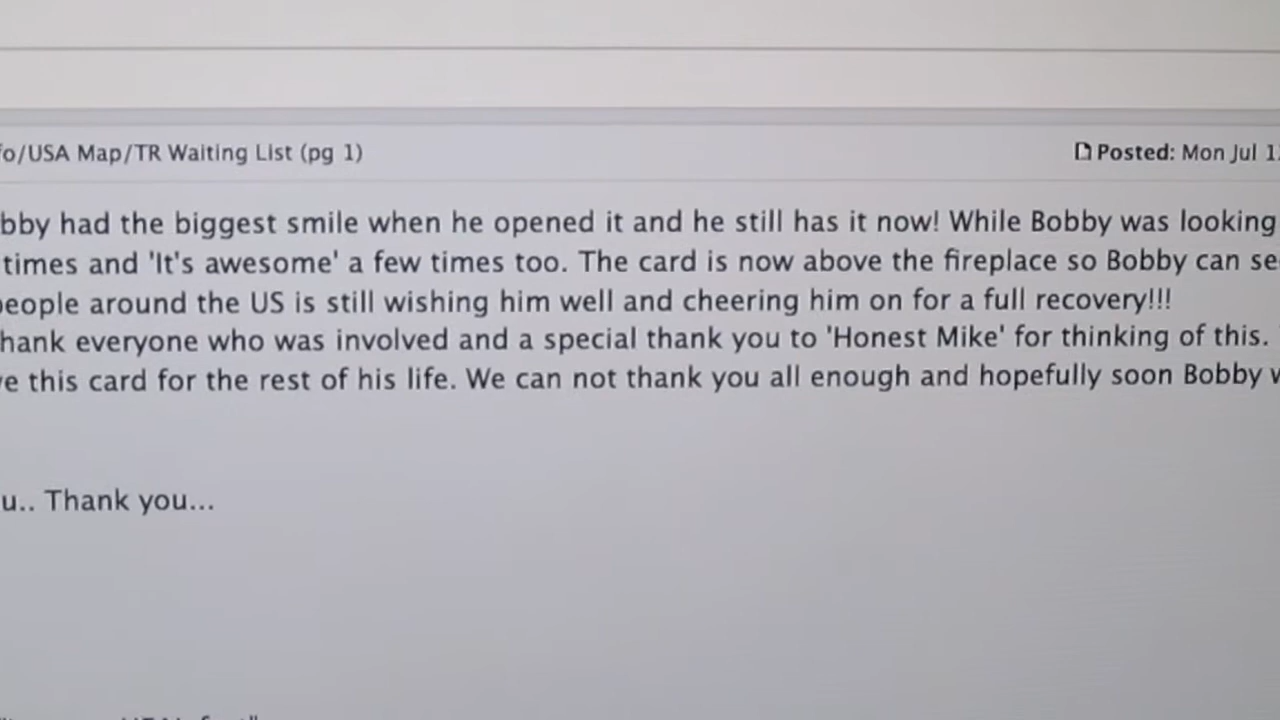 fo/USA Map/TR Waiting List (pg 1)
Posted: Mon Jul 1
bby had the biggest smile when he opened it and he still has it now! While Bobby was looking
times and 'It's awesome' a few times too. The card is now above the fireplace so Bobby can se
people around the US is still wishing him well and cheering him on for a full recovery!!!
hank everyone who was involved and a special thank you to 'Honest Mike' for thinking of this.
ve this card for the rest of his life. We can not thank you all enough and hopefully soon Bobby w
u.. Thank you...